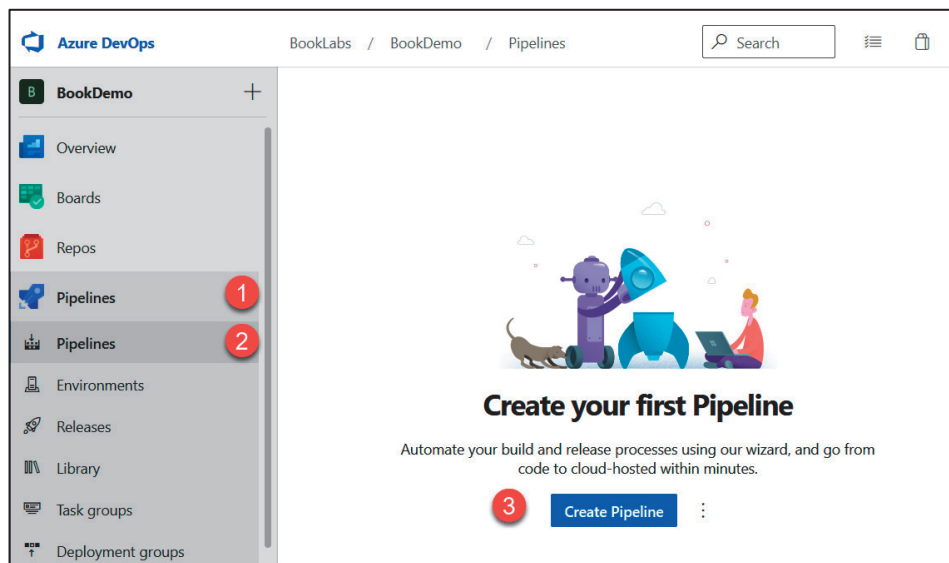 Azure DevOps
BookLabs / BookDemo / Pipelines
Search
B
BookDemo
Overview
Boards
Repos
Pipelines
1
Pipelines
2
Environments
Releases
Library
Task groups
Deployment groups
Create your first Pipeline
Automate your build and release processes using our wizard, and go from
code to cloud-hosted within minutes.
3
Create Pipeline